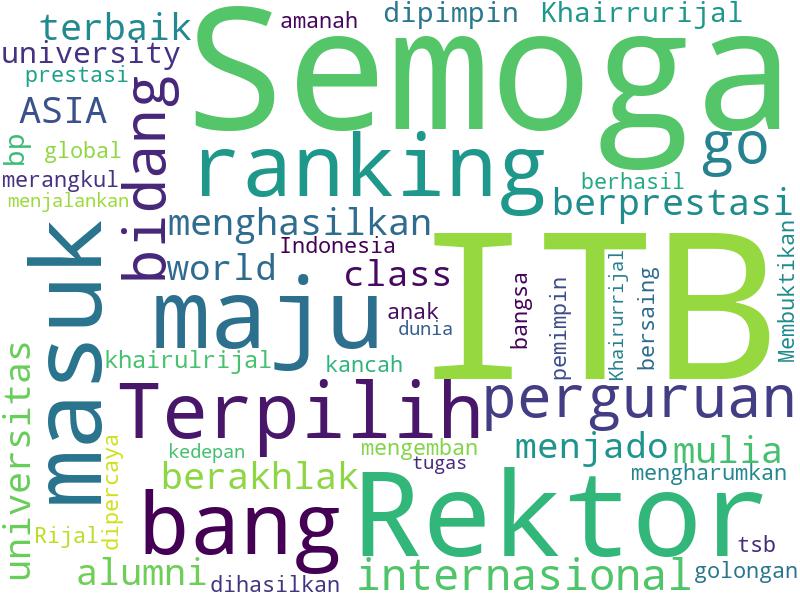 terbaik
amanah
dipimpin
Khairrurijal
university
Semoga
prestasi
ASIA
bidang
go
bp
global
ranking
merangkul
berhasil
menjalankan
berprestasi
menghasilkan
masuk
Indonesia
ITB
Membuktikan
world
class
bangsa
pemimpin
Khairurrijal
bersaing
maju
anak
dunia
khairulrijal
kancah
universitas
Terpilih
perguruan
dipercaya
kedepan
mengemban
menjado
mulia
tugas
berakhlak
mengharumkan
bang
Rektor
Rijal
tsb
alumni
dihasilkan
internasional
golongan